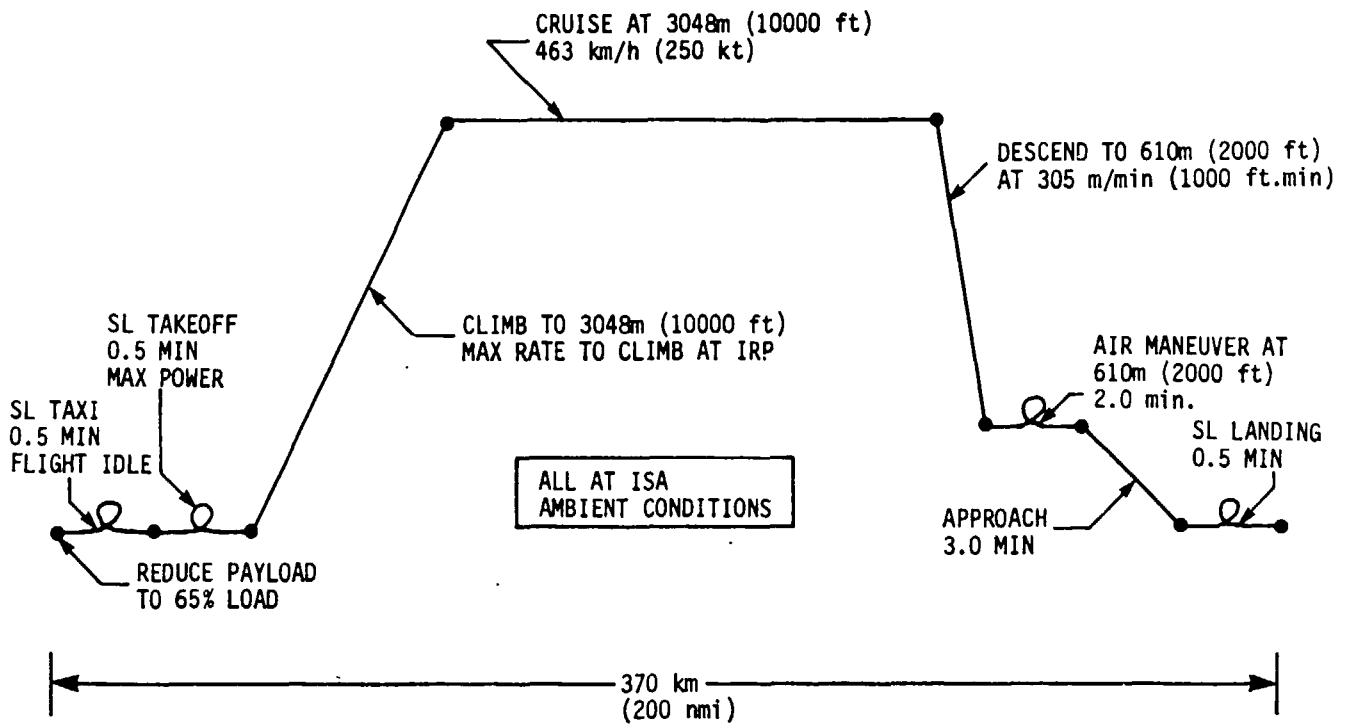 CRUISE AT 3048m (10000 ft)
463 km/h (250 kt)
DESCEND TO 610m (2000 ft)
AT 305 m/min (1000 ft.min)
SL TAKEOFF
0.5 MIN
MAX POWER
CLIMB TO 3048m (10000 ft)
MAX RATE TO CLIMB AT IRP
AIR MANEUVER AT
610m (2000 ft)
2.0 min.
SL TAXI
0.5 MIN
FLIGHT IDLE
SL LANDING
0.5 MIN
ALL AT ISA
AMBIENT CONDITIONS
APPROACH
3.0 MIN
REDUCE PAYLOAD
TO 65% LOAD
370 km
(200 nmi)